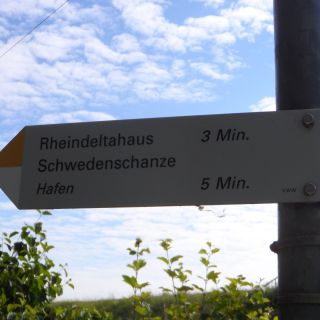 Rheindeltahaus 3 Min.
Schwedenschanze
Hafen 5 Min.